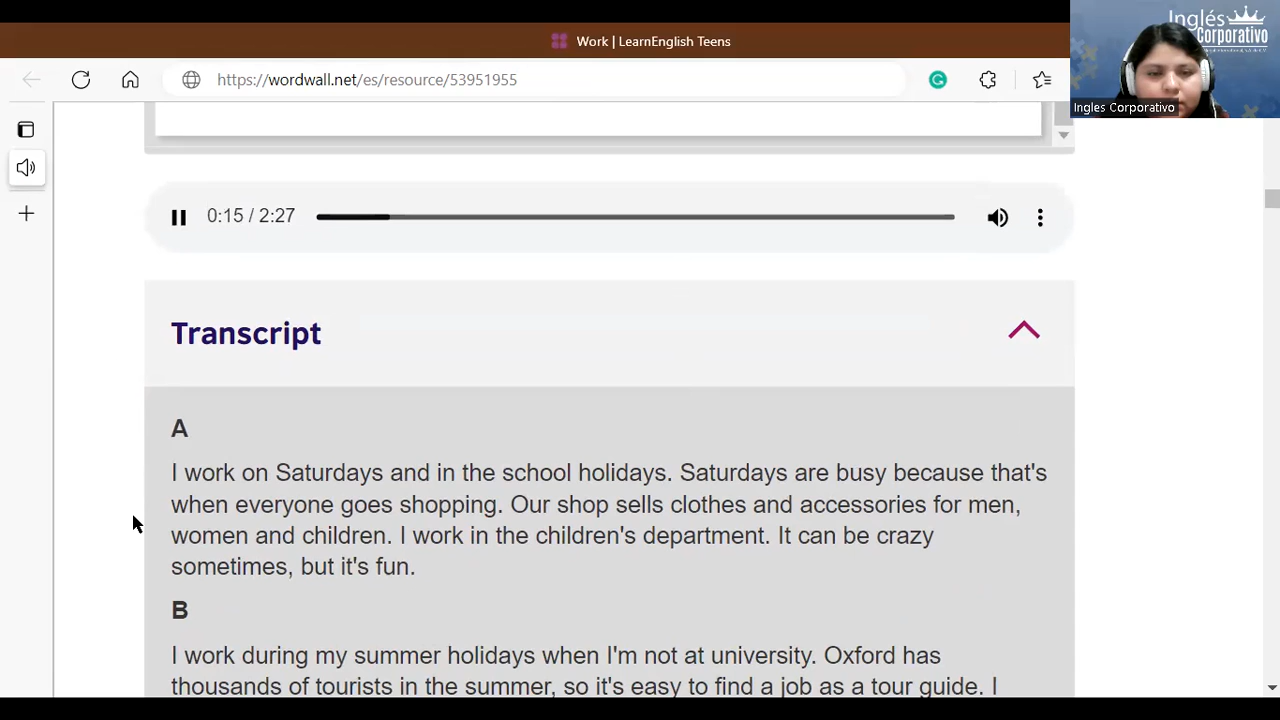 Work | LearnEnglish Teens
Inglés
Corporativo
https://wordwall.net/es/resource/53951955
Ingles Corporativo
0:15 / 2:27
Transcript
A
I work on Saturdays and in the school holidays. Saturdays are busy because that's
when everyone goes shopping. Our shop sells clothes and accessories for men,
women and children. I work in the children's department. It can be crazy
sometimes, but it's fun.
B
I work during my summer holidays when I'm not at university. Oxford has
thousands of tourists in the summer, so it's easy to find a job as a tour guide. I